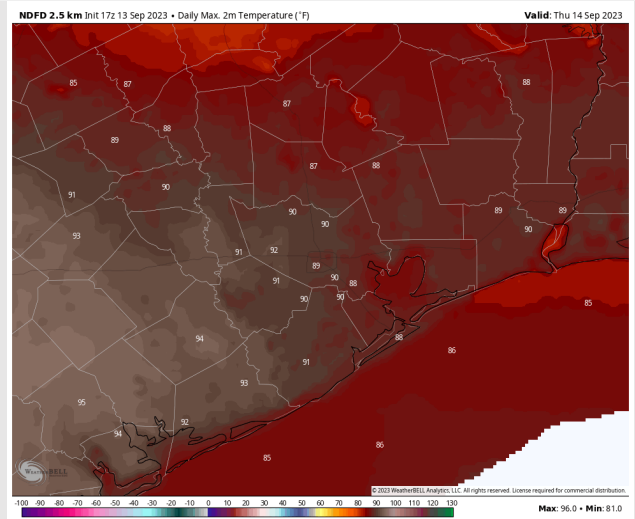 NDFD 2.5 km Init 17z 13 Sep 2023 • Daily Max. 2m Temperature (°F)
Valid: Thu 14 Sep 2023
85 87 88
87
88
89
87 88
90
91
90 89 89
93 90 90
91 92
89
91 90 88
90 90
85
94 88
86
91
93
95
92
94
86
85
WeatherBELL
© 2023 WeatherBELL Analytics, LLC. All rights reserved. License required for commercial distribution.
-100 -90 -80 -70 -60 -50 -40 -30 -20 -10 0 10 20 30 40 50 60 70 80 90 100 110 120 130
Max: 96.0 • Min: 81.0